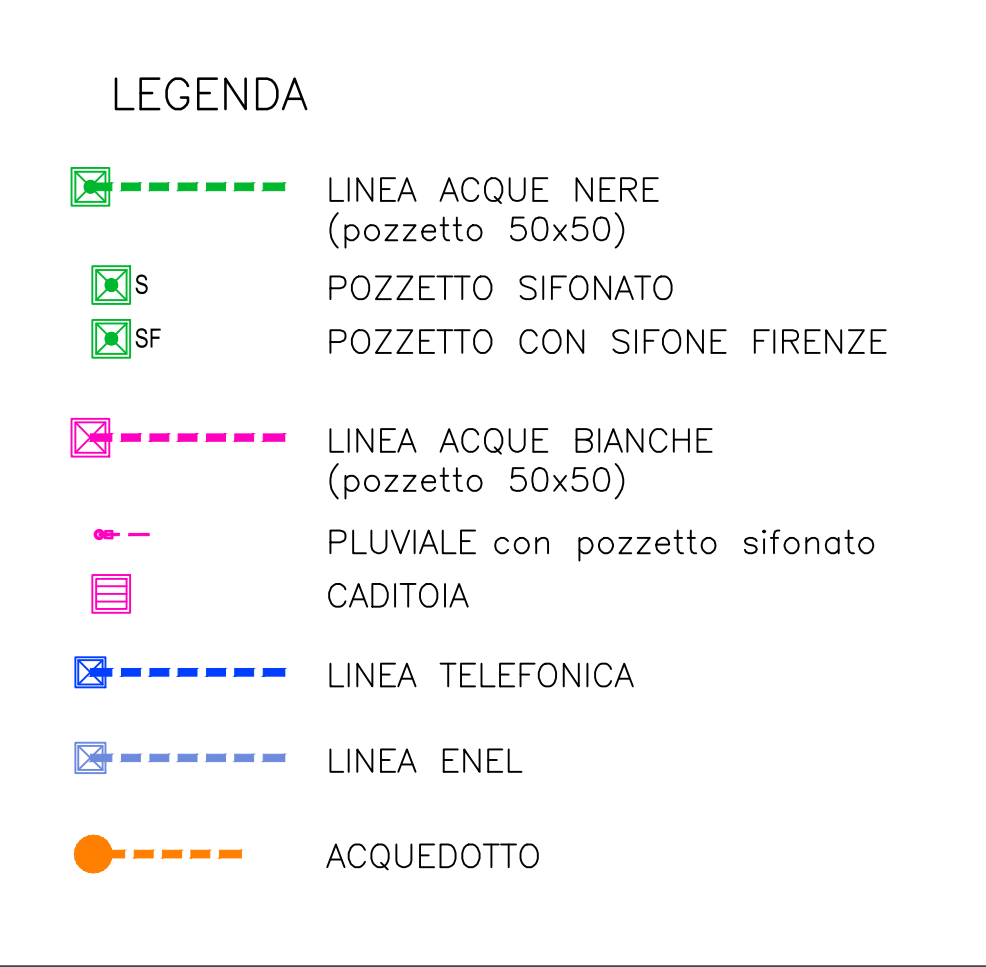 LEGENDA
LINEA ACQUE NERE
(pozzetto 50x50)
S POZZETTO SIFONATO
SF POZZETTO CON SIFONE FIRENZE
LINEA ACQUE BIANCHE
(pozzetto 50x50)
PLUVIALE con pozzetto sifonato
CADITOIA
LINEA TELEFONICA
LINEA ENEL
ACQUEDOTTO